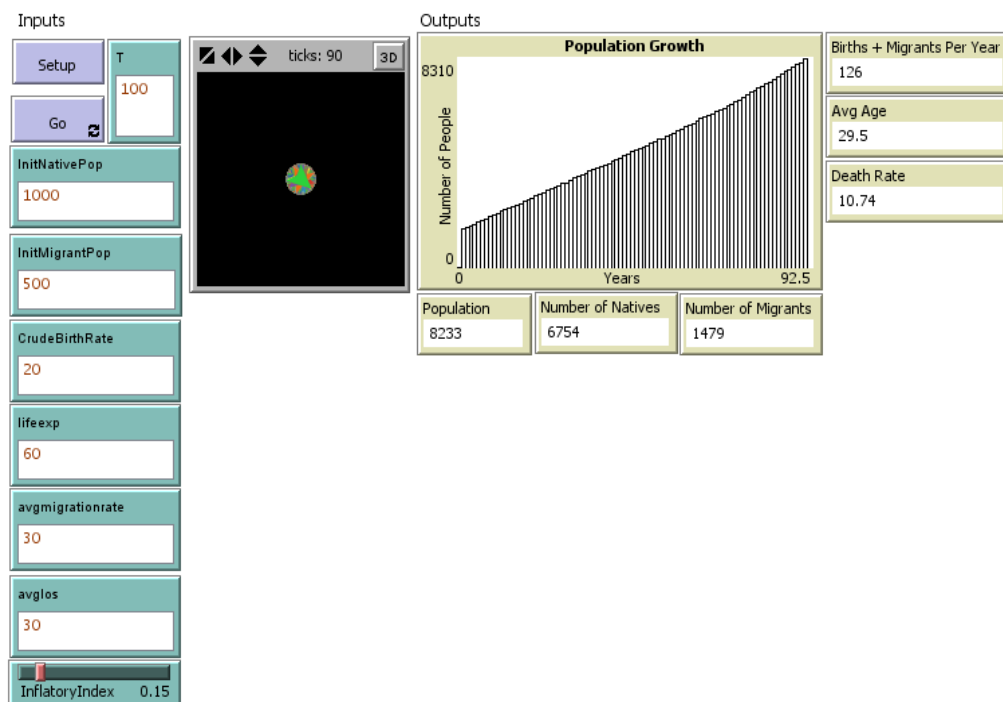 Inputs
Setup
T
100
Go
InitNativePop
1000
InitMigrantPop
500
CrudeBirthRate
20
lifeexp
60
avgmigrationrate
30
avglos
30
InflatoryIndex 0.15
ticks: 90
3D
Outputs
Population Growth
8310
Number of People
0
0
Years
92.5
Births + Migrants Per Year
126
Avg Age
29.5
Death Rate
10.74
Population
8233
Number of Natives
6754
Number of Migrants
1479